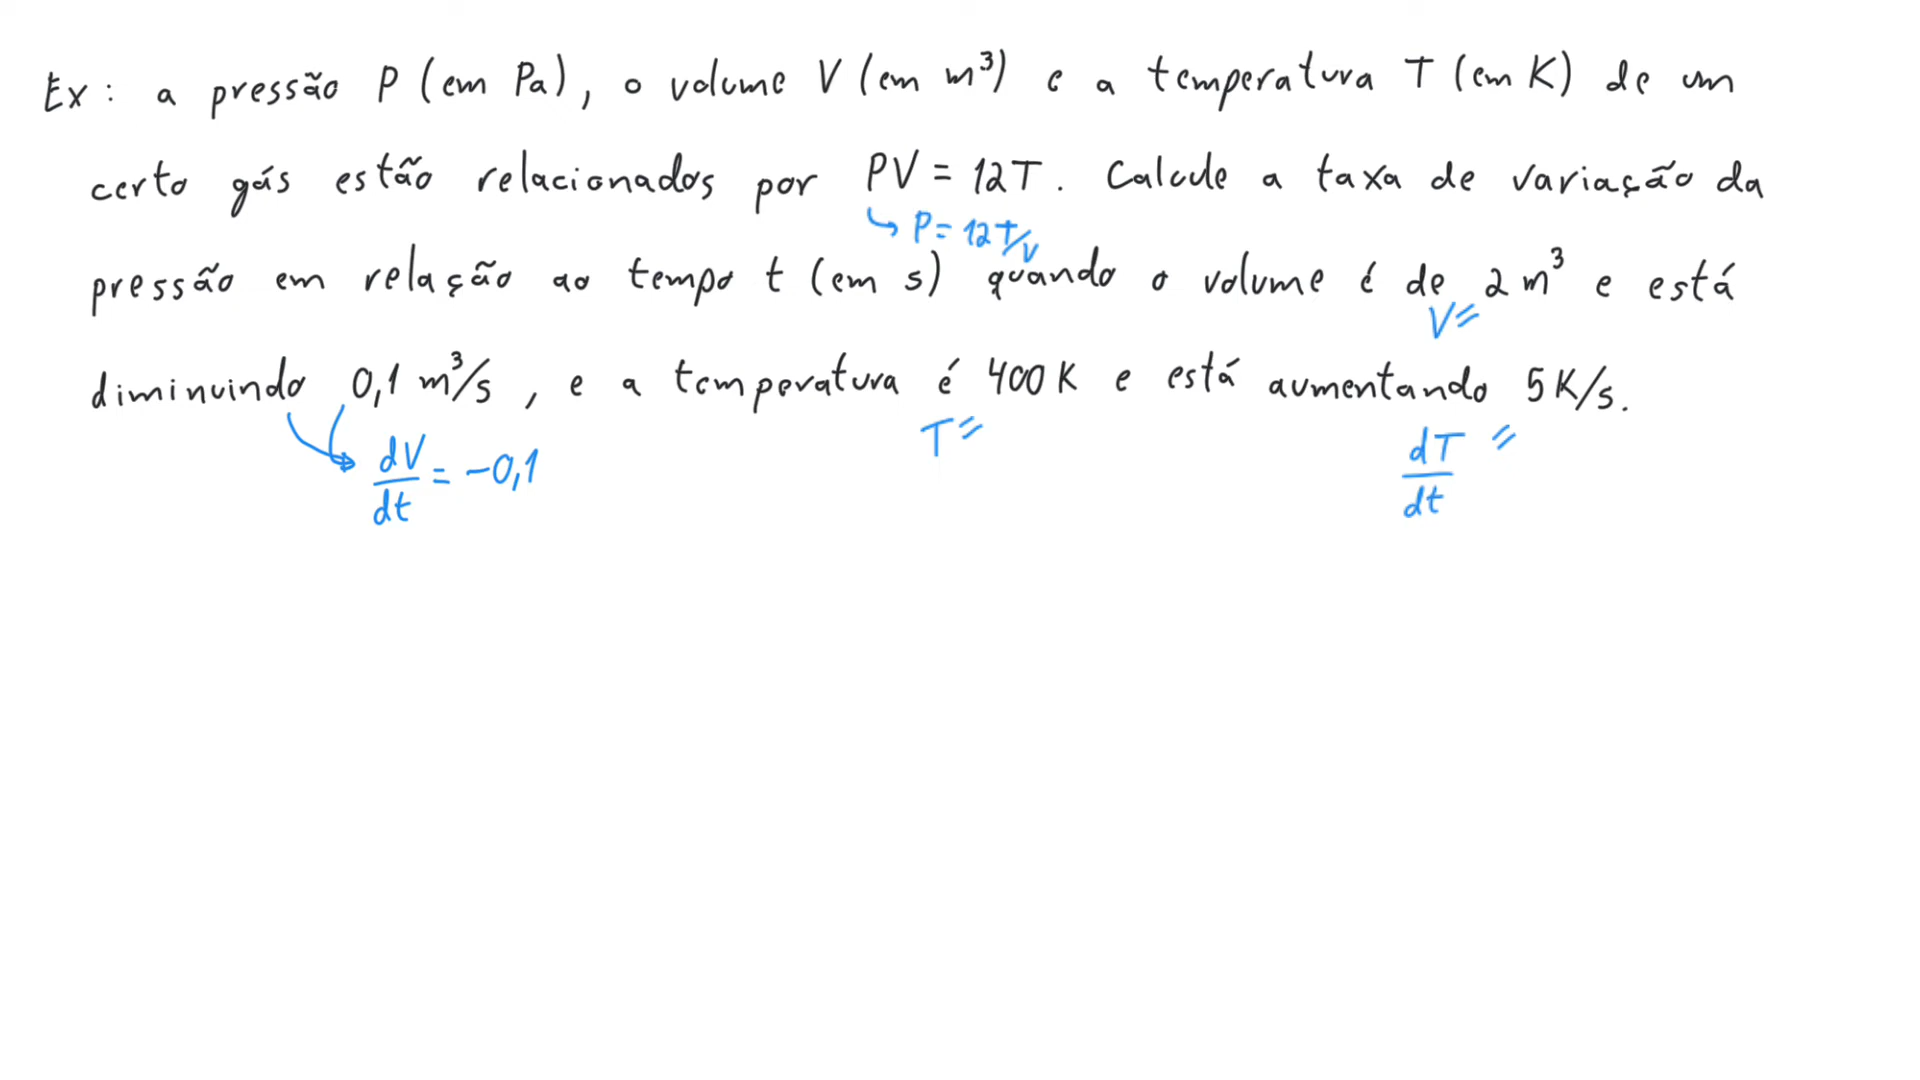 Ex: a pressão P (em Pa), o volume V (em m³) e a temperatura T (em K) de um
certo gás estão relacionados por PV = 12T. Calcule a taxa de variação da
↳ P = 12T/V
pressão em relação ao tempo t (em s) quando o volume é de 2 m³ e está
V =
diminuindo 0,1 m³/s, e a temperatura é 400 K e está aumentando 5 K/s.
dV/dt = -0,1 T = dT/dt =